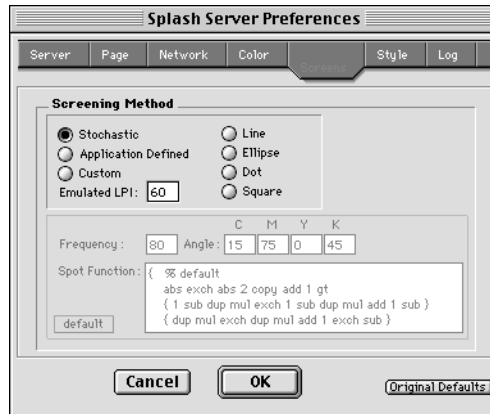 Splash Server Preferences
Server Page Network Color Screens Style Log
Screening Method
Stochastic
Application Defined
Custom
Emulated LPI: 60
Line
Ellipse
Dot
Square
C M Y K
Frequency: 80 Angle: 15 75 0 45
Spot Function: { % default
abs exch abs 2 copy add 1 gt
{ 1 sub dup mul exch 1 sub dup mul add 1 sub }
{ dup mul exch dup mul add 1 exch sub }
default
Cancel OK Original Defaults